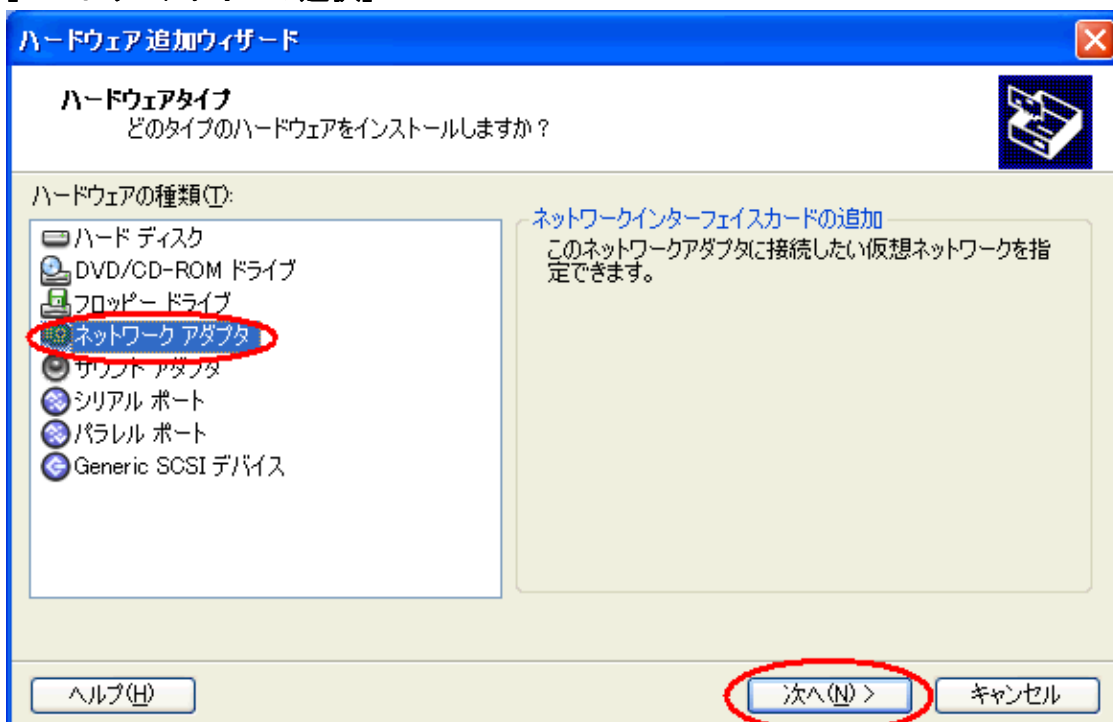 ハードウェア追加ウィザード
ハードウェアタイプ
どのタイプのハードウェアをインストールしますか？
ハードウェアの種類(T):
ハード ディスク
DVD/CD-ROM ドライブ
フロッピー ドライブ
ネットワーク アダプタ
サウンド アダプタ
シリアル ポート
パラレル ポート
Generic SCSI デバイス
ネットワークインターフェイスカードの追加
このネットワークアダプタに接続したい仮想ネットワークを指
定できます。
ヘルプ(H)
次へ(N) >
キャンセル